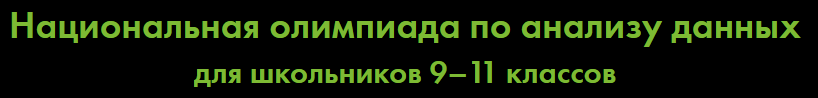 Национальная олимпиада по анализу данных
для школьников 9–11 классов